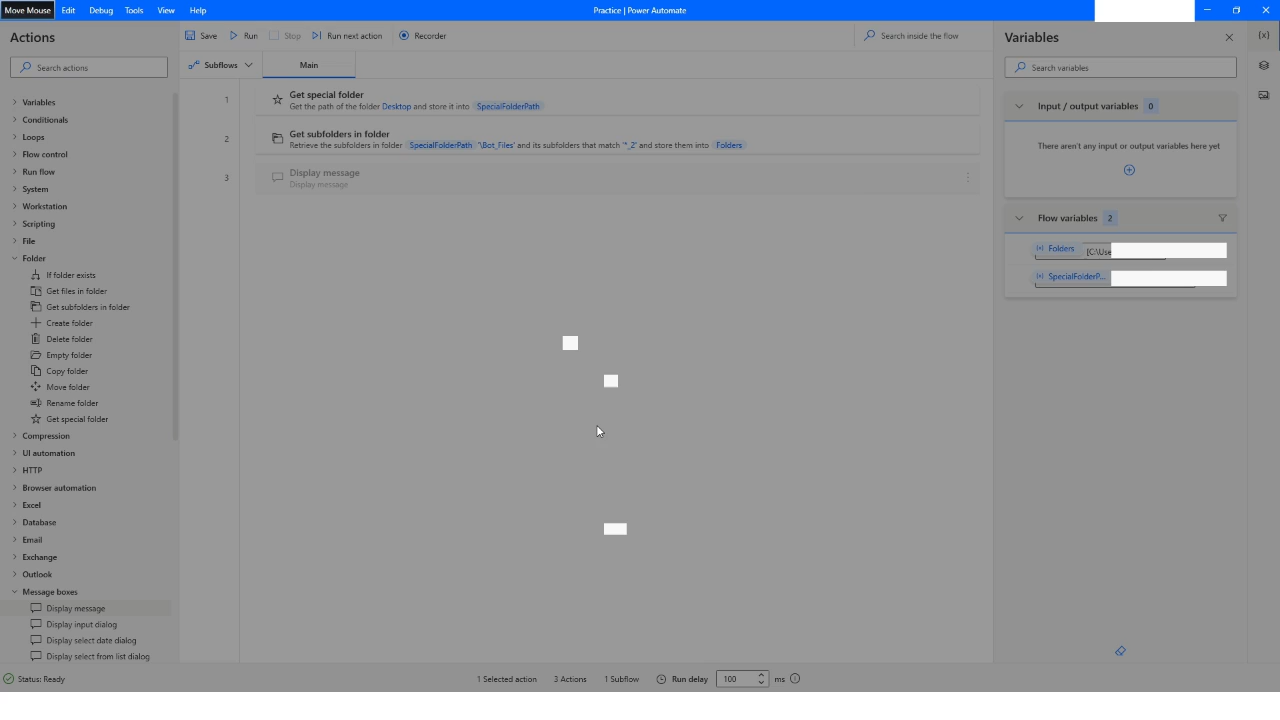 Move Mouse Edit Debug Tools View Help Practice | Power Automate
Actions
Search actions
Variables
Conditionals
Loops
Flow control
Run flow
System
Workstation
Scripting
File
Folder
If folder exists
Get files in folder
Get subfolders in folder
Create folder
Delete folder
Empty folder
Copy folder
Move folder
Rename folder
Get special folder
Compression
UI automation
HTTP
Browser automation
Excel
Database
Email
Exchange
Outlook
Message boxes
Display message
Display input dialog
Display select date dialog
Display select from list dialog
Save Run Stop Run next action Recorder Search inside the flow
Subflows Main
1 Get special folder
Get the path of the folder Desktop and store it into SpecialFolderPath
2 Get subfolders in folder
Retrieve the subfolders in folder SpecialFolderPath '\Bot_Files' and its subfolders that match '*_2' and store them into Folders
3 Display message
Display message
Variables
{x}
Search variables
Input / output variables 0
There aren't any input or output variables here yet
Flow variables 2
(x) Folders [C:\Use
(x) SpecialFolderP...
Status: Ready 1 Selected action 3 Actions 1 Subflow Run delay 100 ms